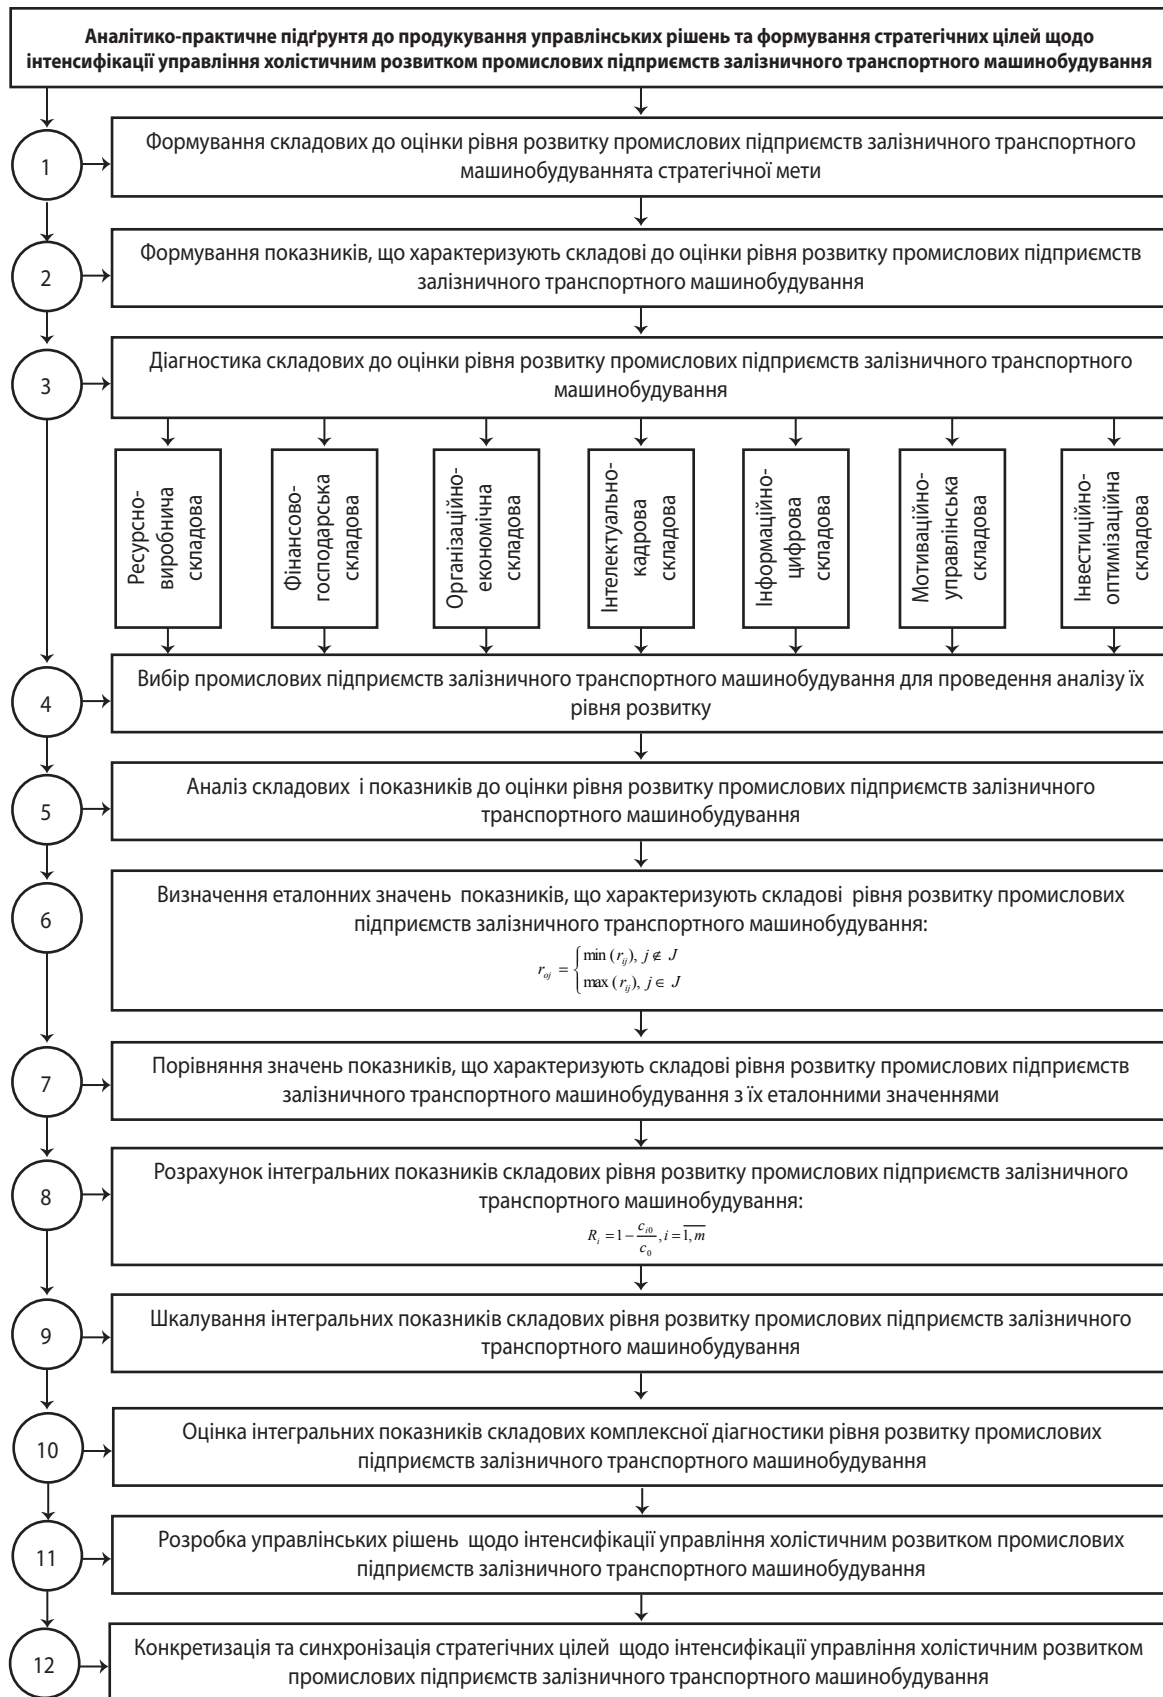 Аналітико-практичне підґрунтя до продукування управлінських рішень та формування стратегічних цілей щодо
інтенсифікації управління холістичним розвитком промислових підприємств залізничного транспортного машинобудування
1
Формування складових до оцінки рівня розвитку промислових підприємств залізничного транспортного
машинобудуваннята стратегічної мети
2
Формування показників, що характеризують складові до оцінки рівня розвитку промислових підприємств
залізничного транспортного машинобудування
3
Діагностика складових до оцінки рівня розвитку промислових підприємств залізничного транспортного
машинобудування
Ресурсно-
виробнича
складова
Фінансово-
господарська
складова
Організаційно-
економічна
складова
Інтелектуально-
кадрова
складова
Інформаційно-
цифрова
складова
Мотиваційно-
управлінська
складова
Інвестиційно-
оптимізаційна
складова
4
Вибір промислових підприємств залізничного транспортного машинобудування для проведення аналізу їх
рівня розвитку
5
Аналіз складових і показників до оцінки рівня розвитку промислових підприємств залізничного
транспортного машинобудування
6
Визначення еталонних значень показників, що характеризують складові рівня розвитку промислових
підприємств залізничного транспортного машинобудування:
r_{oj} = { min (r_{ij}), j ∉ J
max (r_{ij}), j ∈ J
7
Порівняння значень показників, що характеризують складові рівня розвитку промислових підприємств
залізничного транспортного машинобудування з їх еталонними значеннями
8
Розрахунок інтегральних показників складових рівня розвитку промислових підприємств залізничного
транспортного машинобудування:
R_i = 1 − c_{i0}/c_0, i = \overline{1, m}
9
Шкалування інтегральних показників складових рівня розвитку промислових підприємств залізничного
транспортного машинобудування
10
Оцінка інтегральних показників складових комплексної діагностики рівня розвитку промислових
підприємств залізничного транспортного машинобудування
11
Розробка управлінських рішень щодо інтенсифікації управління холістичним розвитком промислових
підприємств залізничного транспортного машинобудування
12
Конкретизація та синхронізація стратегічних цілей щодо інтенсифікації управління холістичним розвитком
промислових підприємств залізничного транспортного машинобудування